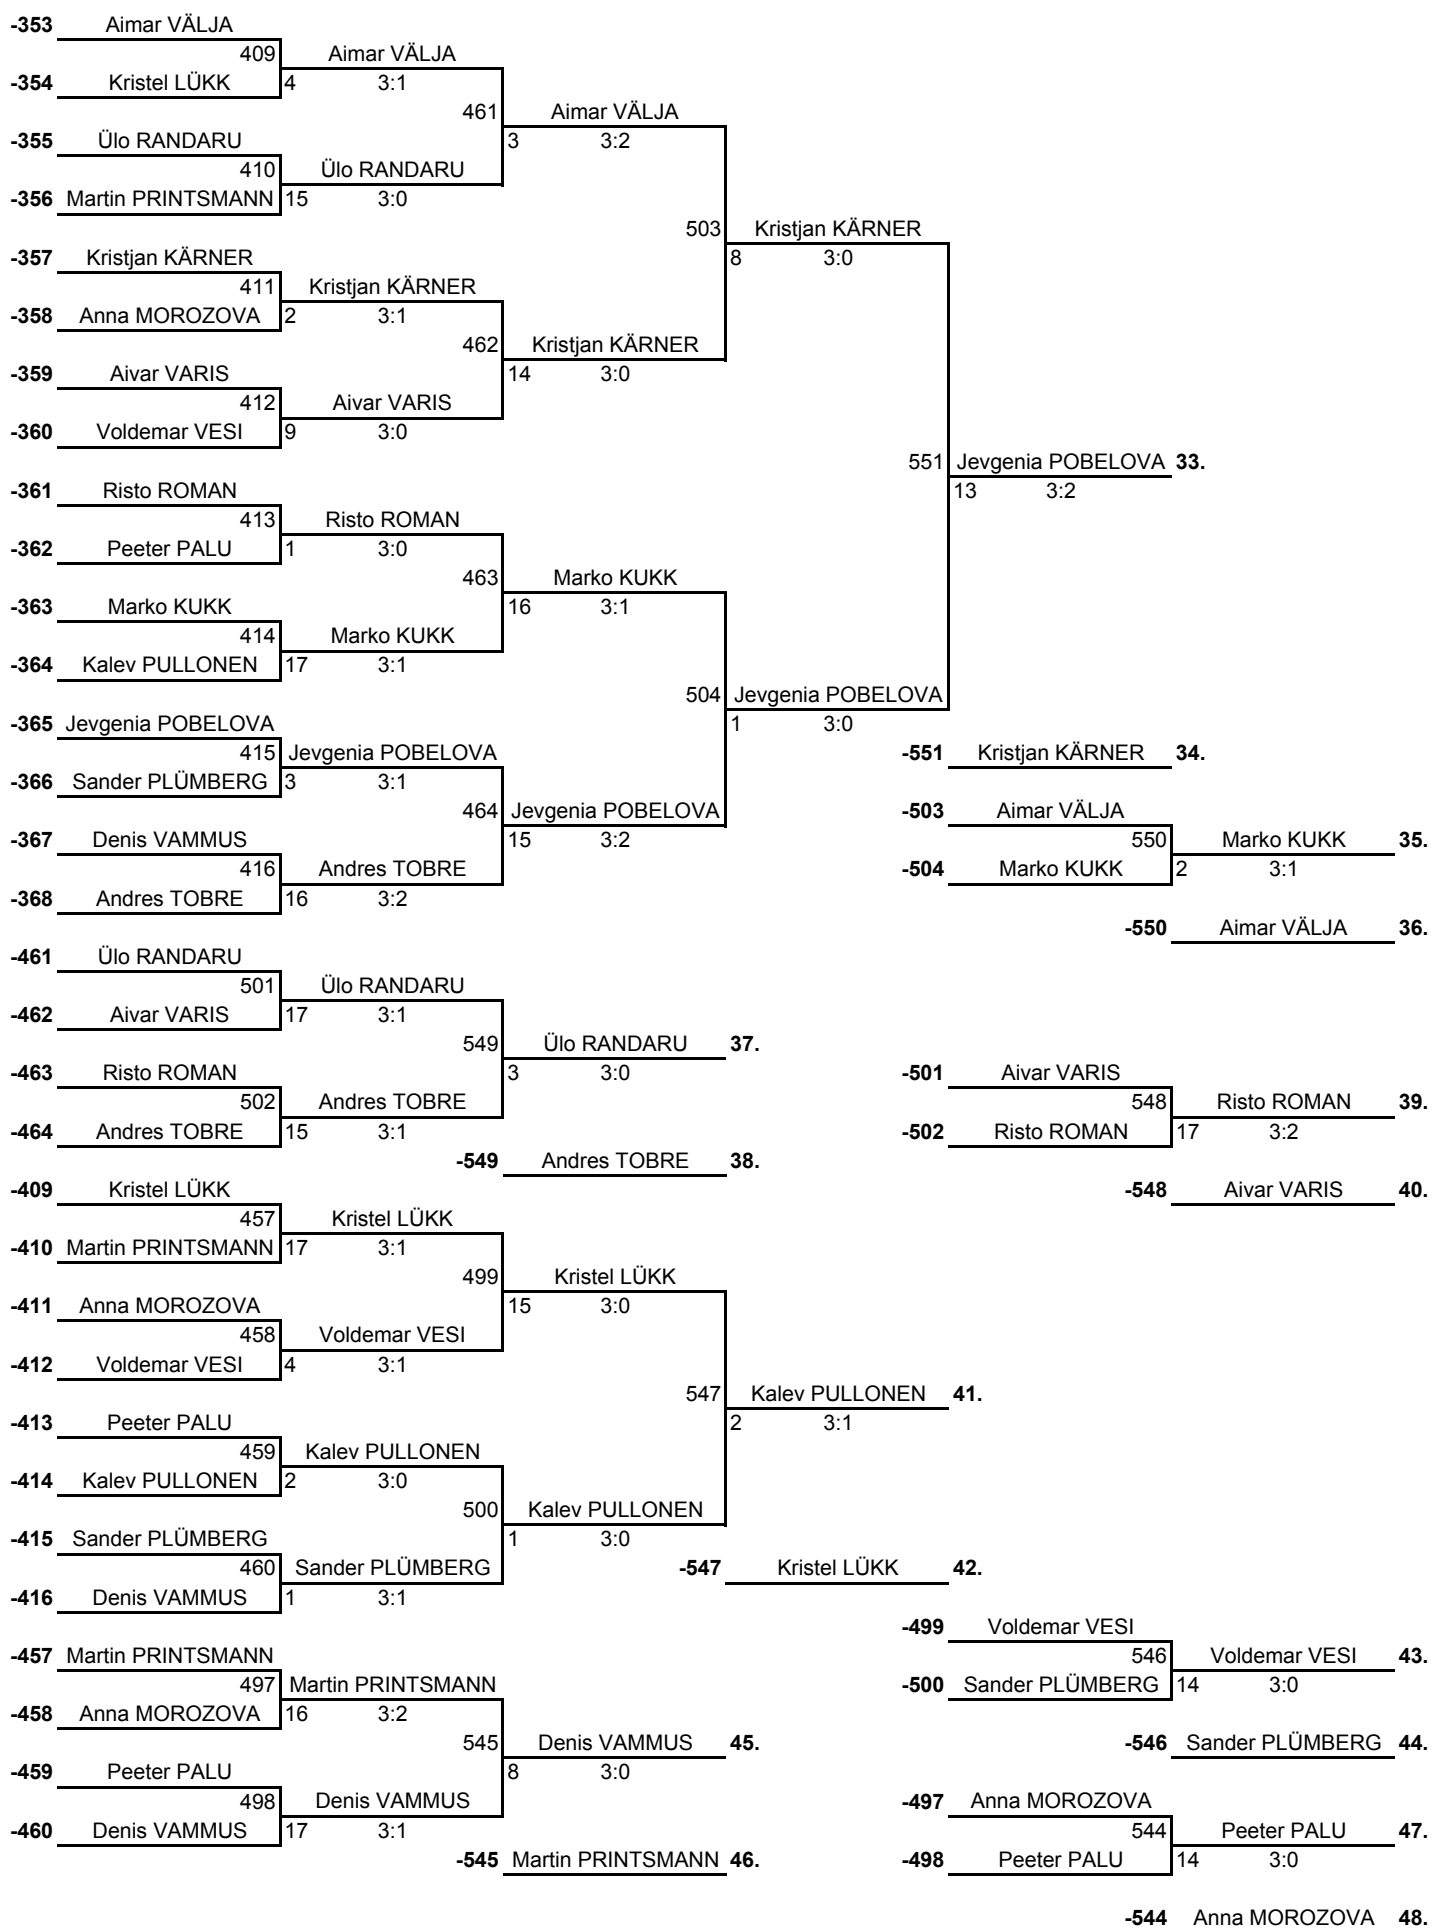 -353 Aimar VÄLJA
409 Aimar VÄLJA
-354 Kristel LÜKK 4 3:1
461 Aimar VÄLJA
-355 Ülo RANDARU 3 3:2
410 Ülo RANDARU
-356 Martin PRINTSMANN 15 3:0
503 Kristjan KÄRNER
-357 Kristjan KÄRNER 8 3:0
411 Kristjan KÄRNER
-358 Anna MOROZOVA 2 3:1
462 Kristjan KÄRNER
-359 Aivar VARIS 14 3:0
412 Aivar VARIS
-360 Voldemar VESI 9 3:0
551 Jevgenia POBELOVA 33.
-361 Risto ROMAN 13 3:2
413 Risto ROMAN
-362 Peeter PALU 1 3:0
463 Marko KUKK
-363 Marko KUKK 16 3:1
414 Marko KUKK
-364 Kalev PULLONEN 17 3:1
504 Jevgenia POBELOVA
-365 Jevgenia POBELOVA 1 3:0
415 Jevgenia POBELOVA -551 Kristjan KÄRNER 34.
-366 Sander PLÜMBERG 3 3:1
464 Jevgenia POBELOVA -503 Aimar VÄLJA
-367 Denis VAMMUS 15 3:2 550 Marko KUKK 35.
416 Andres TOBRE -504 Marko KUKK 2 3:1
-368 Andres TOBRE 16 3:2
-550 Aimar VÄLJA 36.
-461 Ülo RANDARU
501 Ülo RANDARU
-462 Aivar VARIS 17 3:1
549 Ülo RANDARU 37.
-463 Risto ROMAN 3 3:0 -501 Aivar VARIS
502 Andres TOBRE 548 Risto ROMAN 39.
-464 Andres TOBRE 15 3:1 -502 Risto ROMAN 17 3:2
-549 Andres TOBRE 38.
-409 Kristel LÜKK -548 Aivar VARIS 40.
457 Kristel LÜKK
-410 Martin PRINTSMANN 17 3:1
499 Kristel LÜKK
-411 Anna MOROZOVA 15 3:0
458 Voldemar VESI
-412 Voldemar VESI 4 3:1
547 Kalev PULLONEN 41.
-413 Peeter PALU 2 3:1
459 Kalev PULLONEN
-414 Kalev PULLONEN 2 3:0
500 Kalev PULLONEN
-415 Sander PLÜMBERG 1 3:0
460 Sander PLÜMBERG -547 Kristel LÜKK 42.
-416 Denis VAMMUS 1 3:1
-499 Voldemar VESI
-457 Martin PRINTSMANN 546 Voldemar VESI 43.
497 Martin PRINTSMANN -500 Sander PLÜMBERG 14 3:0
-458 Anna MOROZOVA 16 3:2
545 Denis VAMMUS 45. -546 Sander PLÜMBERG 44.
-459 Peeter PALU 8 3:0
498 Denis VAMMUS -497 Anna MOROZOVA
-460 Denis VAMMUS 17 3:1 544 Peeter PALU 47.
-545 Martin PRINTSMANN 46. -498 Peeter PALU 14 3:0
-544 Anna MOROZOVA 48.